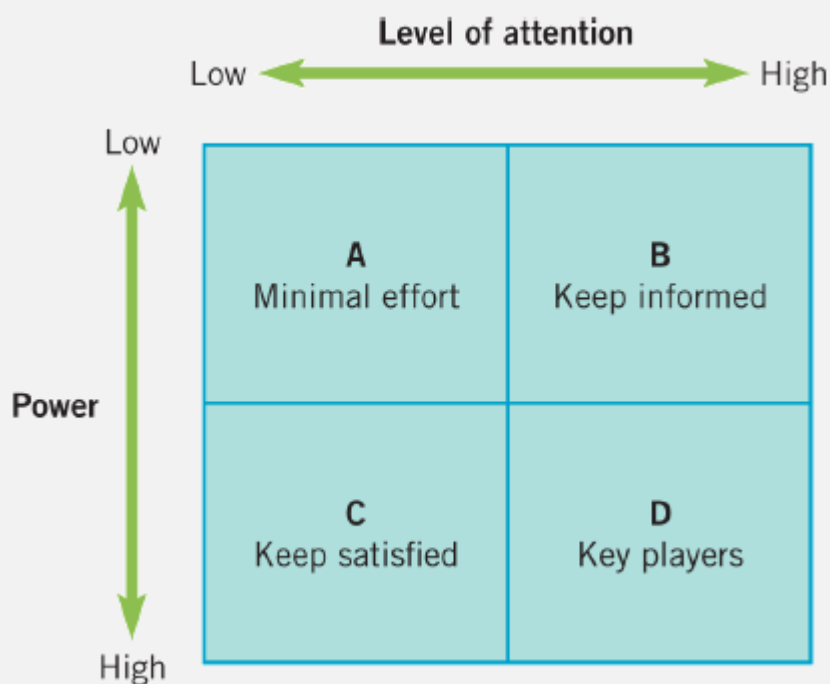 Level of attention
Low
High
Low
A
Minimal effort
B
Keep informed
Power
C
Keep satisfied
D
Key players
High